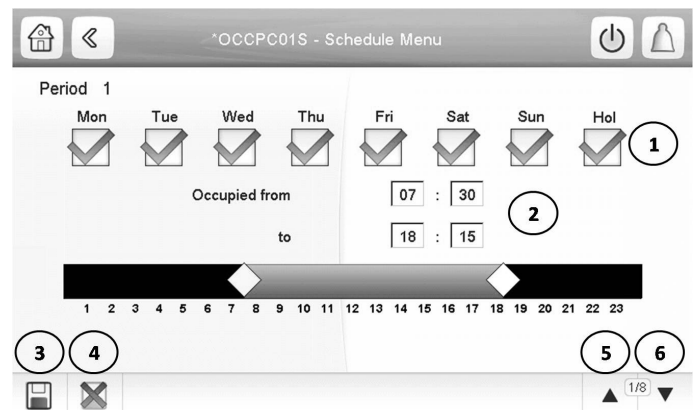 *OCCPC01S - Schedule Menu
Period 1
Mon Tue Wed Thu Fri Sat Sun Hol
1
Occupied from 07 : 30
2
to 18 : 15
1 2 3 4 5 6 7 8 9 10 11 12 13 14 15 16 17 18 19 20 21 22 23
3 4 5 6
1/8